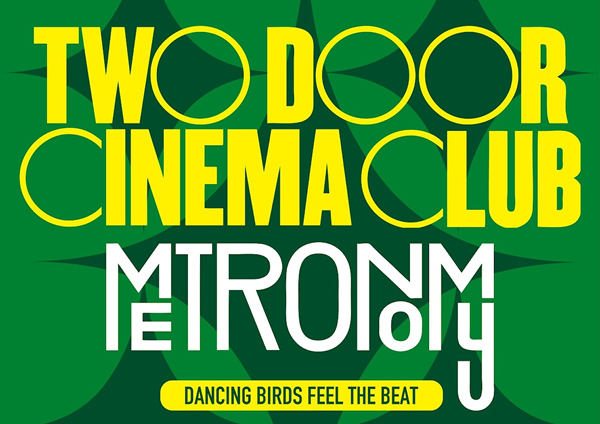 TWO DOOR
CINEMA CLUB
METRONOMY
DANCING BIRDS FEEL THE BEAT